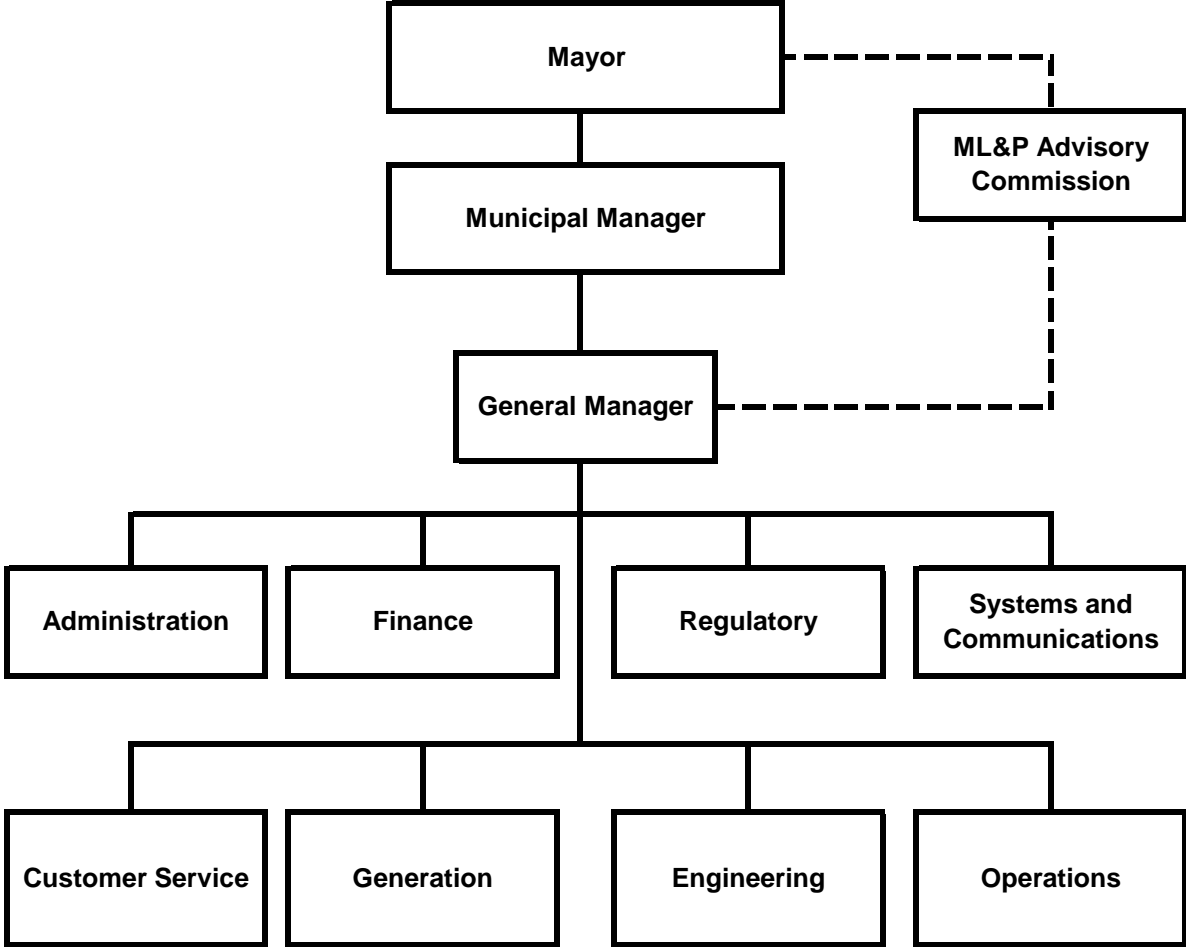 Mayor
ML&P Advisory
Commission
Municipal Manager
General Manager
Administration
Finance
Regulatory
Systems and
Communications
Customer Service
Generation
Engineering
Operations